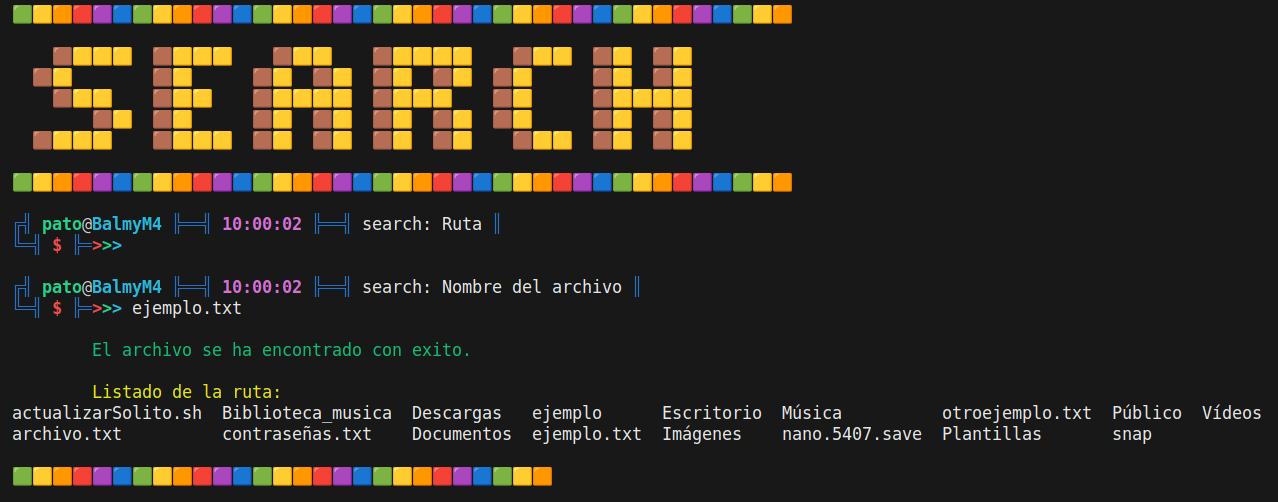 SEARCH
pato@BalmyM4 10:00:02 search: Ruta
$ >>>
pato@BalmyM4 10:00:02 search: Nombre del archivo
$ >>> ejemplo.txt
El archivo se ha encontrado con exito.
Listado de la ruta:
actualizarSolito.sh Biblioteca_musica Descargas ejemplo Escritorio Música otroejemplo.txt Público Vídeos
archivo.txt contraseñas.txt Documentos ejemplo.txt Imágenes nano.5407.save Plantillas snap